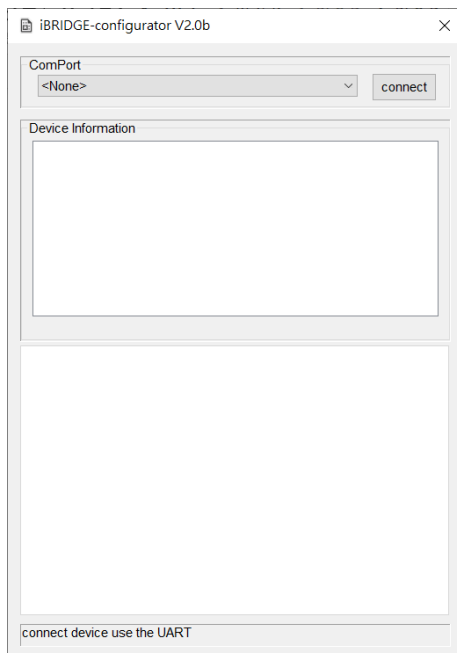 iBRIDGE-configurator V2.0b
ComPort
<None>
connect
Device Information
connect device use the UART